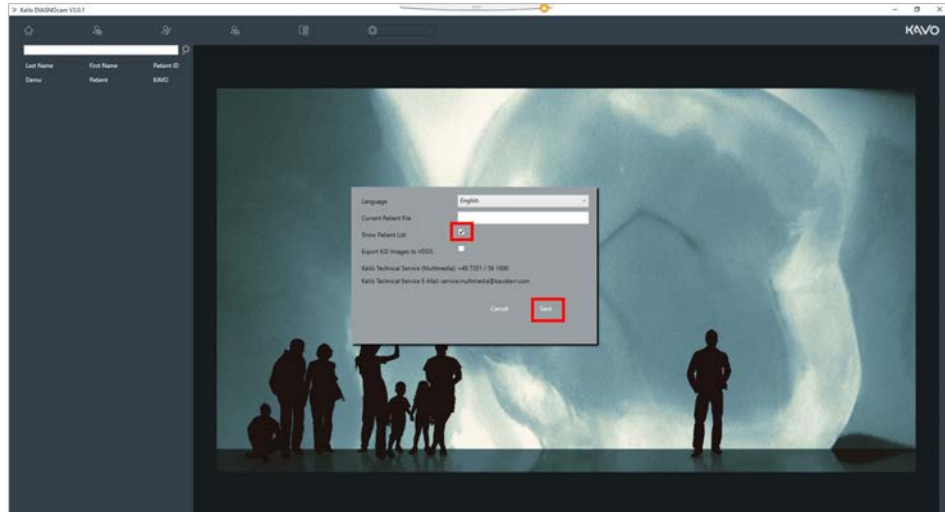 KaVo DIAGNOcam V3.0.1
KAVO
Last Name First Name Patient ID
Demo Patient KAVO
Language English
Current Patient File
Show Patient List
Export KID Images to VDDS
KaVo Technical Service (Multimedia): +49 7351 / 56 1000
KaVo Technical Service E-Mail: service.multimedia@kavokerr.com
Cancel Save